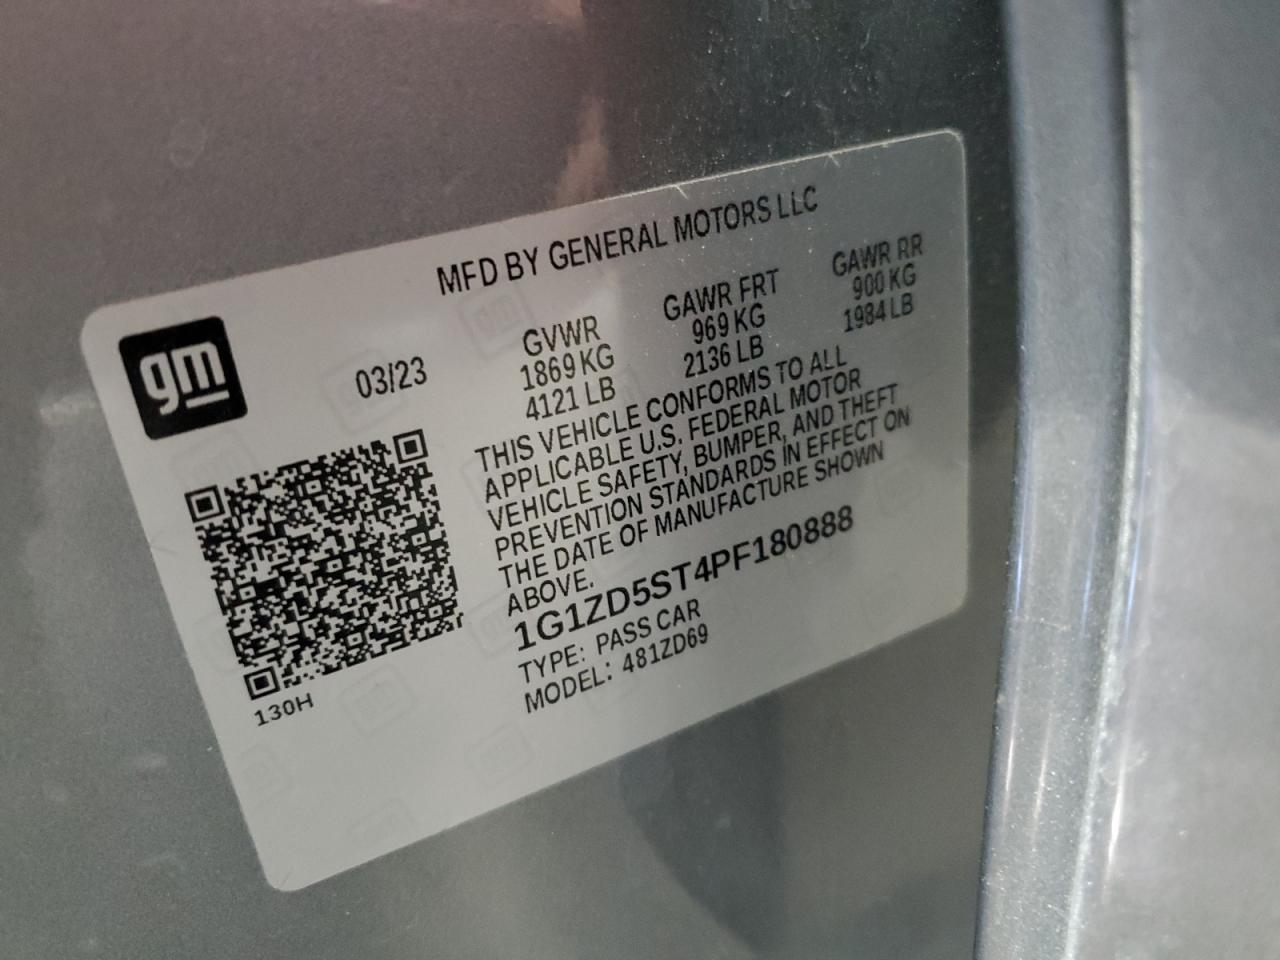 MFD BY GENERAL MOTORS LLC
gm
03/23
GVWR
1869 KG
4121 LB
GAWR FRT
969 KG
2136 LB
GAWR RR
900 KG
1984 LB
THIS VEHICLE CONFORMS TO ALL
APPLICABLE U.S. FEDERAL MOTOR
VEHICLE SAFETY, BUMPER, AND THEFT
PREVENTION STANDARDS IN EFFECT ON
THE DATE OF MANUFACTURE SHOWN
ABOVE.
1G1ZD5ST4PF180888
TYPE: PASS CAR
MODEL: 481ZD69
130H